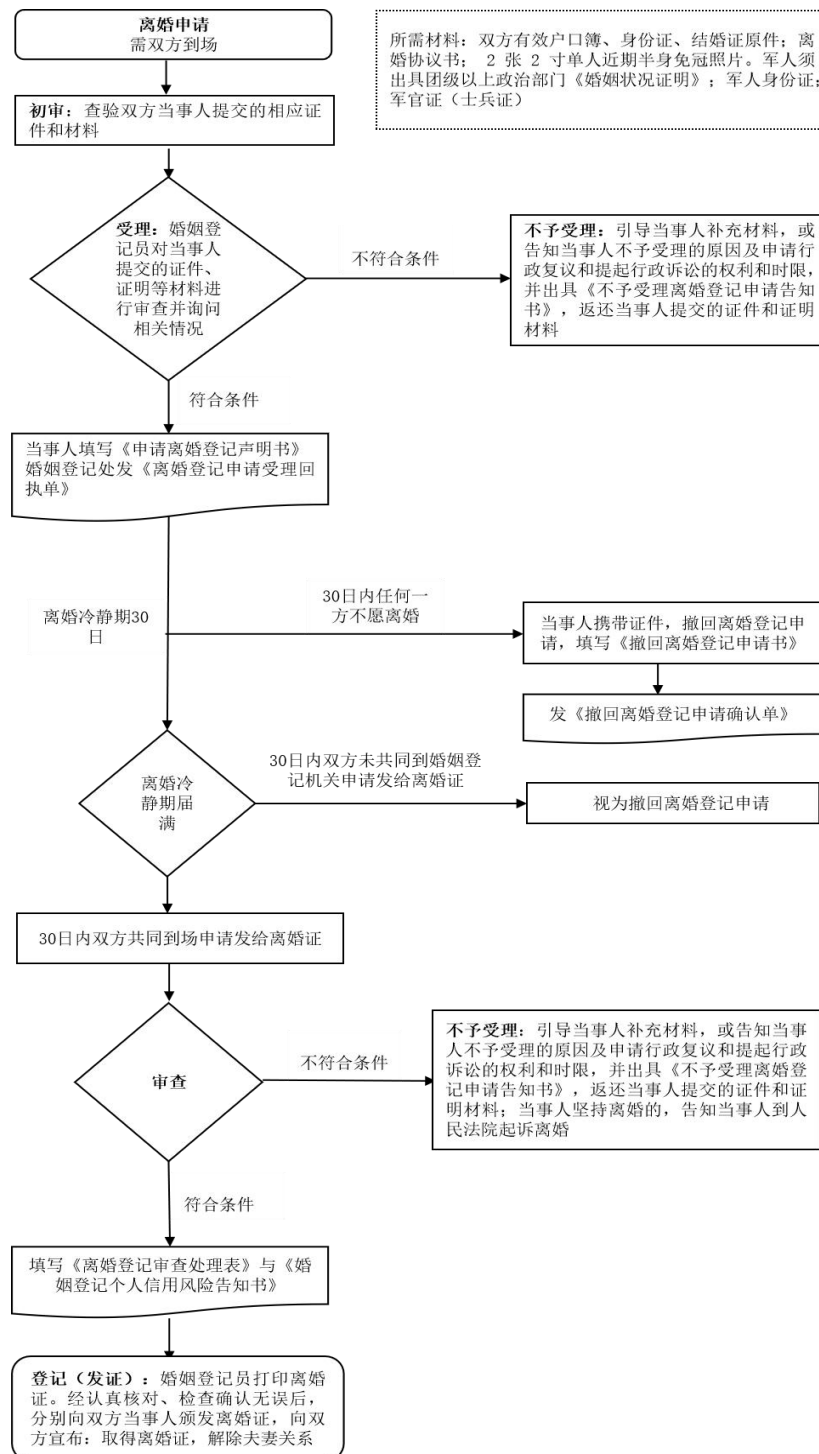 离婚申请
需双方到场
所需材料：双方有效户口簿、身份证、结婚证原件；离
婚协议书； 2 张 2 寸单人近期半身免冠照片。军人须
出具团级以上政治部门《婚姻状况证明》；军人身份证；
军官证（士兵证）
初审：查验双方当事人提交的相应证
件和材料
受理：婚姻登
记员对当事人
提交的证件、
证明等材料进
行审查并询问
相关情况
不符合条件
不予受理：引导当事人补充材料，或
告知当事人不予受理的原因及申请行
政复议和提起行政诉讼的权利和时限，
并出具《不予受理离婚登记申请告知
书》，返还当事人提交的证件和证明
材料
符合条件
当事人填写《申请离婚登记声明书》
婚姻登记处发《离婚登记申请受理回
执单》
离婚冷静期30
日
30日内任何一
方不愿离婚
当事人携带证件，撤回离婚登记申
请，填写《撤回离婚登记申请书》
发《撤回离婚登记申请确认单》
离婚冷
静期届
满
30日内双方未共同到婚姻登
记机关申请发给离婚证
视为撤回离婚登记申请
30日内双方共同到场申请发给离婚证
审查
不符合条件
不予受理：引导当事人补充材料，或告知当事
人不予受理的原因及申请行政复议和提起行政
诉讼的权利和时限，并出具《不予受理离婚登
记申请告知书》，返还当事人提交的证件和证
明材料；当事人坚持离婚的，告知当事人到人
民法院起诉离婚
符合条件
填写《离婚登记审查处理表》与《婚
姻登记个人信用风险告知书》
登记（发证）：婚姻登记员打印离婚
证。经认真核对、检查确认无误后，
分别向双方当事人颁发离婚证，向双
方宣布：取得离婚证，解除夫妻关系